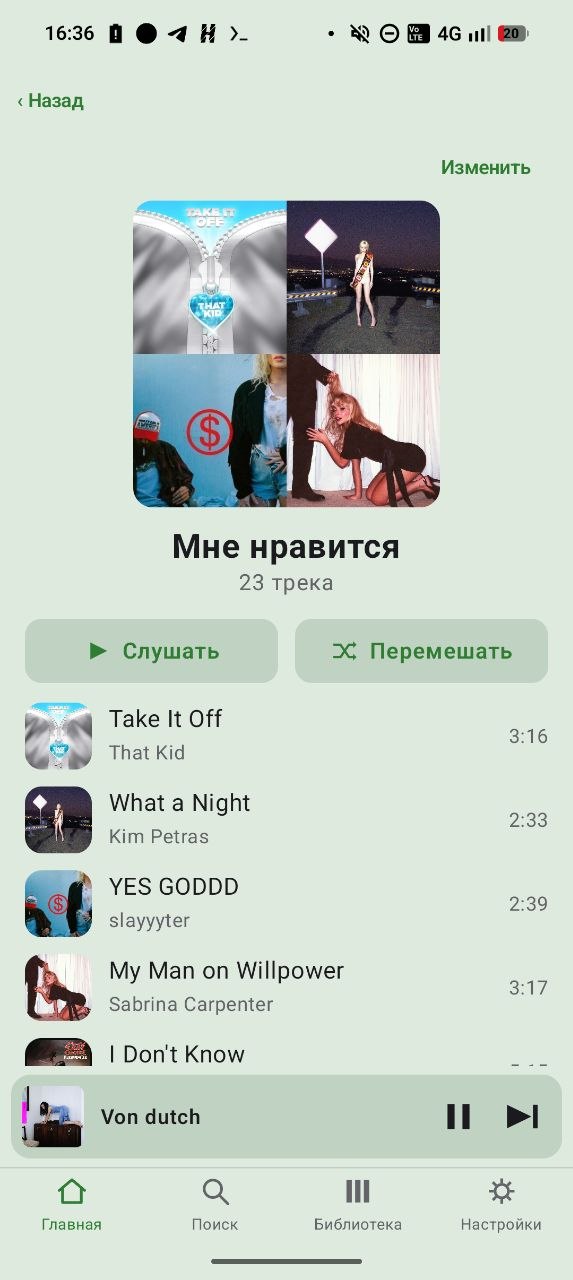 16:36
Vo
LTE
4G
20
‹ Назад
Изменить
TAKE IT
OFF
THAT
KID
Мне нравится
23 трека
Слушать
Перемешать
Take It Off
That Kid
3:16
What a Night
Kim Petras
2:33
YES GODDD
slayyyter
2:39
My Man on Willpower
Sabrina Carpenter
3:17
I Don't Know
Von dutch
Главная
Поиск
Библиотека
Настройки